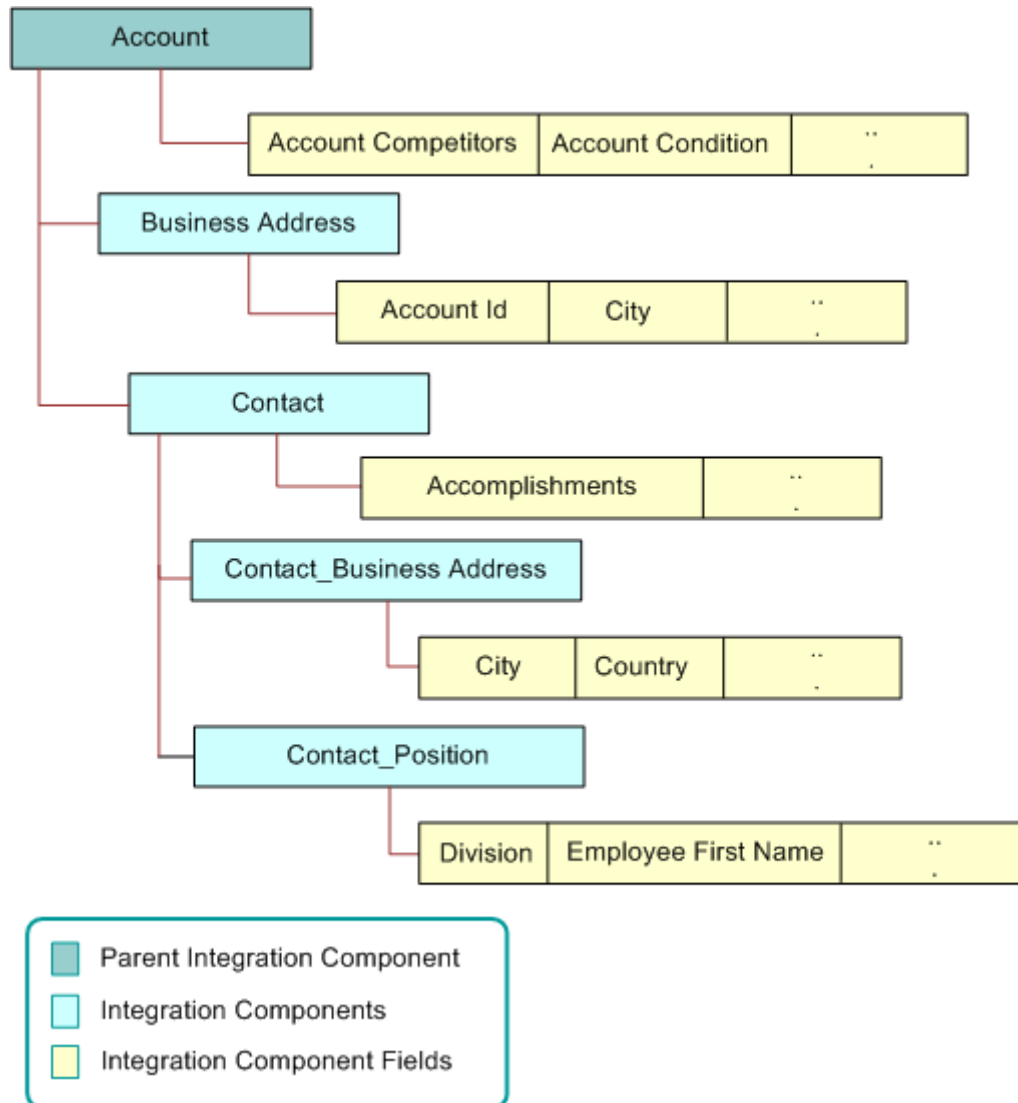 Account
Account Competitors Account Condition ...
Business Address
Account Id City ...
Contact
Accomplishments ...
Contact_Business Address
City Country ...
Contact_Position
Division Employee First Name ...
Parent Integration Component
Integration Components
Integration Component Fields